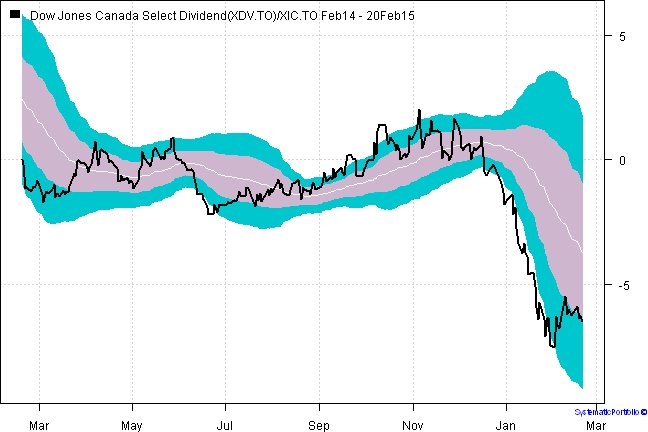 Dow Jones Canada Select Dividend(XDV.TO)/XIC.TO Feb14 - 20Feb15
5
0
-5
SystematicPortfolio ©
Mar May Jul Sep Nov Jan Mar